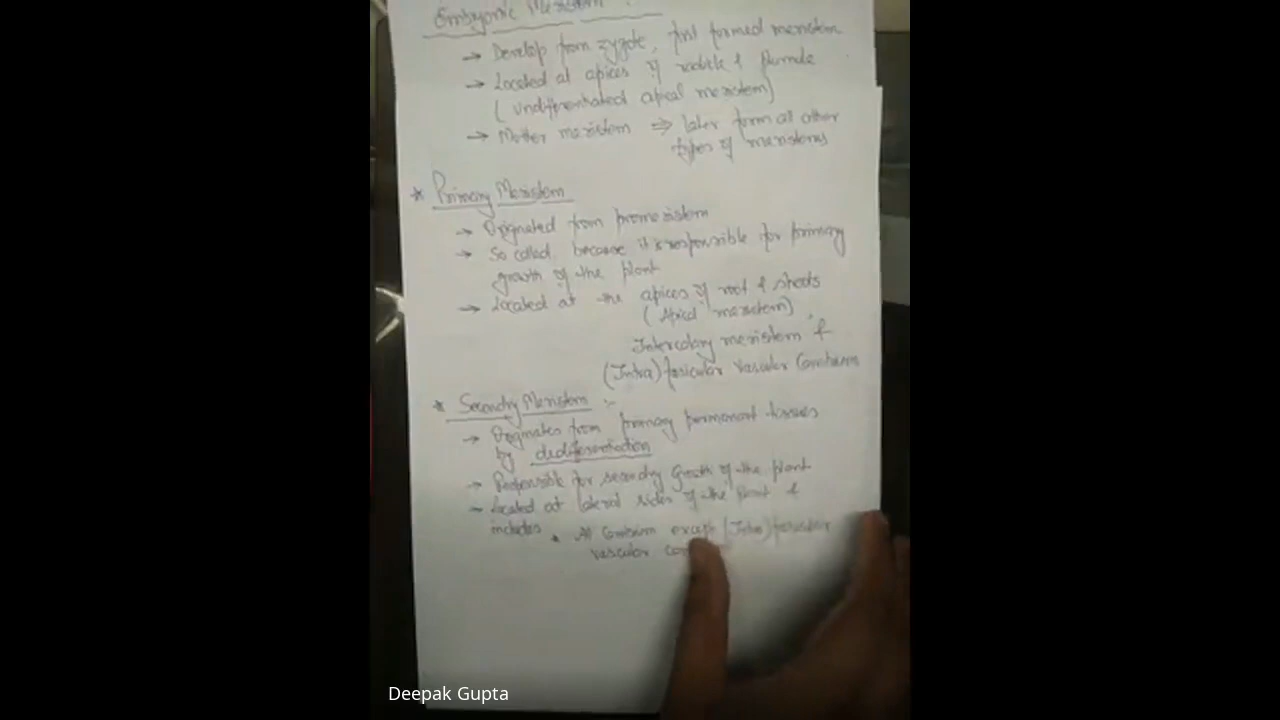 Embryonic Meristem :-
→ Develop from zygote, first formed meristem
→ Located at apices of radicle & plumule
( undifferentiated apical meristem)
→ Mother meristem ⇒ later form all other
types of meristems
* Primary Meristem
→ Originated from promeristem
→ So called, because it is responsible for primary
growth of the plant
→ Located at the apices of root & shoots
( Apical meristem) ,
Intercalary meristem &
(Intra) fasicular vascular Cambium
* Secondry Meristem :-
→ Originates from primary permanent tissues
by dedifferentiation
→ Responsible for secondry growth of the plant
→ Located at lateral sides of the plant &
includes * All Cambium except (Intra) fasicular
vascular
Deepak Gupta